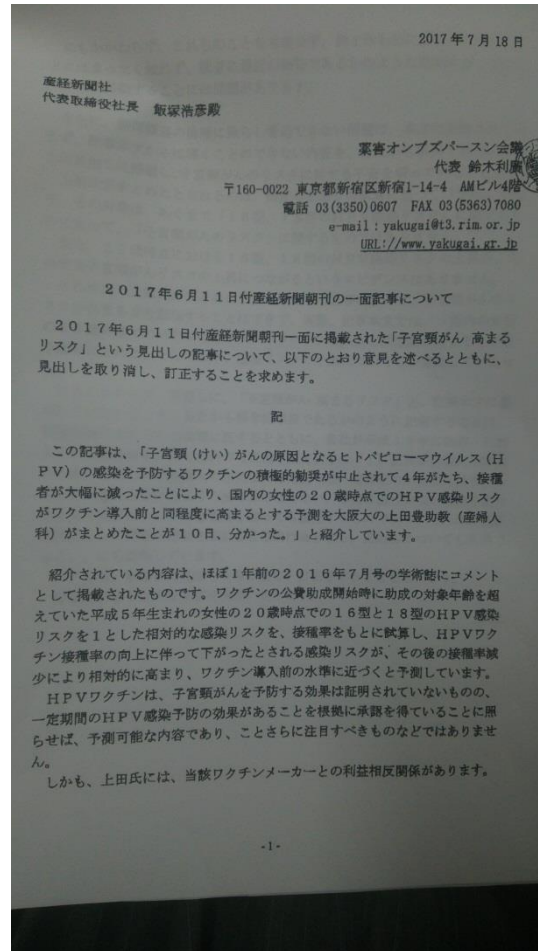 2017年7月18日
産経新聞社
代表取締役社長　飯塚浩彦殿
薬害オンブズパースン会議
代表 鈴木利廣
〒160-0022 東京都新宿区新宿1-14-4 AMビル4階
電話 03(3350)0607 FAX 03(5363)7080
e-mail : yakugai@t3.rim.or.jp
URL://www.yakugai.gr.jp
２０１７年６月１１日付産経新聞朝刊の一面記事について
２０１７年６月１１日付産経新聞朝刊一面に掲載された「子宮頸がん 高まる
リスク」という見出しの記事について、以下のとおり意見を述べるとともに、
見出しを取り消し、訂正することを求めます。
記
この記事は、「子宮頸（けい）がんの原因となるヒトパピローマウイルス（H
PV）の感染を予防するワクチンの積極的勧奨が中止されて４年がたち、接種
者が大幅に減ったことにより、国内の女性の２０歳時点でのHPV感染リスク
がワクチン導入前と同程度に高まるとする予測を大阪大の上田豊助教（産婦人
科）がまとめたことが１０日、分かった。」と紹介しています。
紹介されている内容は、ほぼ１年前の２０１６年７月号の学術誌にコメント
として掲載されたものです。ワクチンの公費助成開始時に助成の対象年齢を超
えていた平成５年生まれの女性の２０歳時点での１６型と１８型のHPV感染
リスクを１とした相対的な感染リスクを、接種率をもとに試算し、HPVワク
チン接種率の向上に伴って下がったとされる感染リスクが、その後の接種率減
少により相対的に高まり、ワクチン導入前の水準に近づくと予測しています。
HPVワクチンは、子宮頸がんを予防する効果は証明されていないものの、
一定期間のHPV感染予防の効果があることを根拠に承認を得ていることに照
らせば、予測可能な内容であり、ことさらに注目すべきものなどではありませ
ん。
しかも、上田氏には、当該ワクチンメーカーとの利益相反関係があります。
-1-